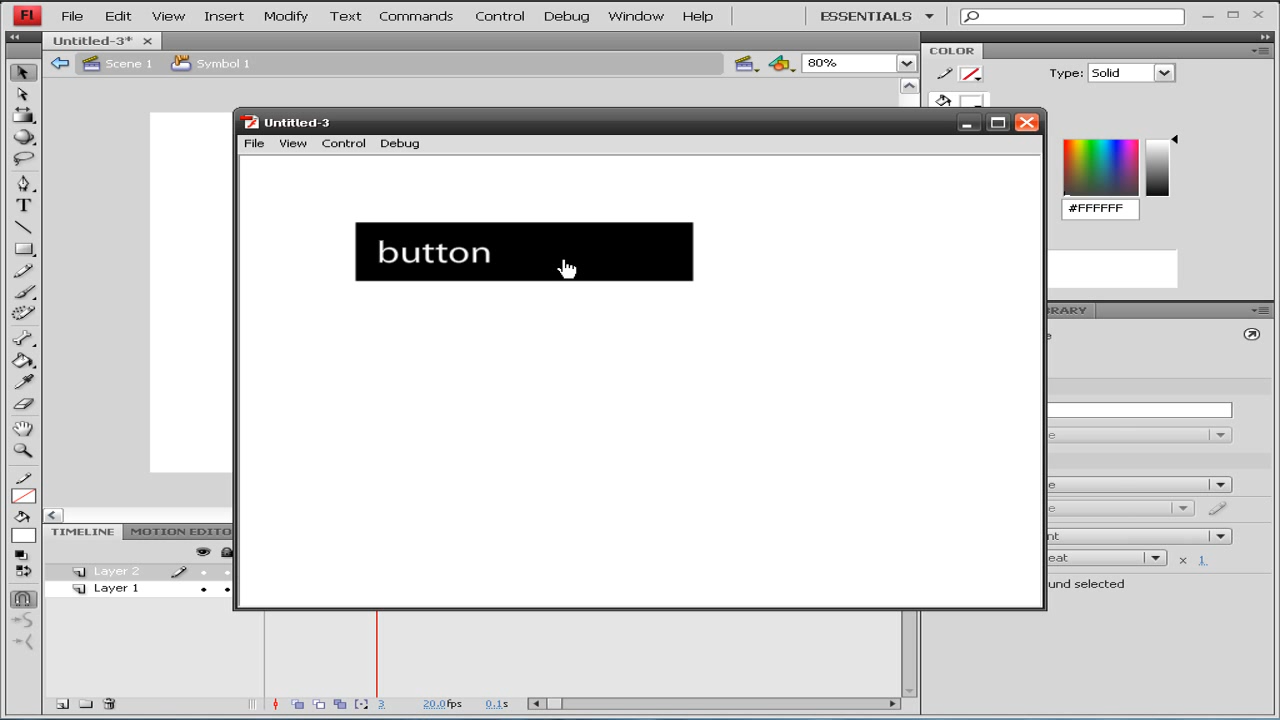 Fl File Edit View Insert Modify Text Commands Control Debug Window Help ESSENTIALS
Untitled-3* ×
COLOR
Scene 1 Symbol 1 80%
Type: Solid
Untitled-3
File View Control Debug
#FFFFFF
button
T
TIMELINE MOTION EDITO
Layer 2
Layer 1
× 1
und selected
3 20.0fps 0.1s